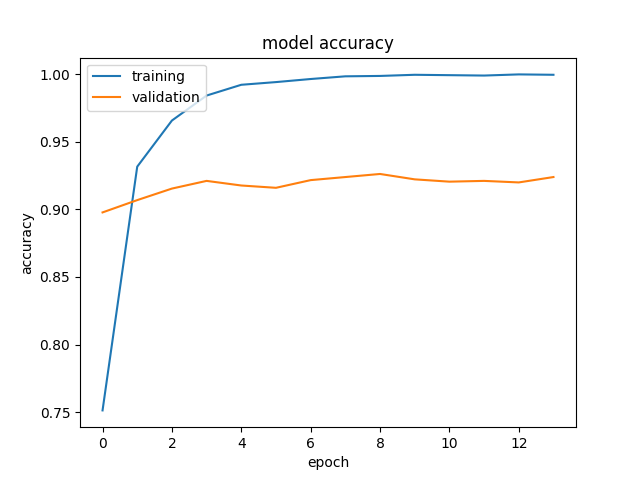 model accuracy
training
validation
1.00
0.95
0.90
0.85
0.80
0.75
accuracy
0 2 4 6 8 10 12
epoch